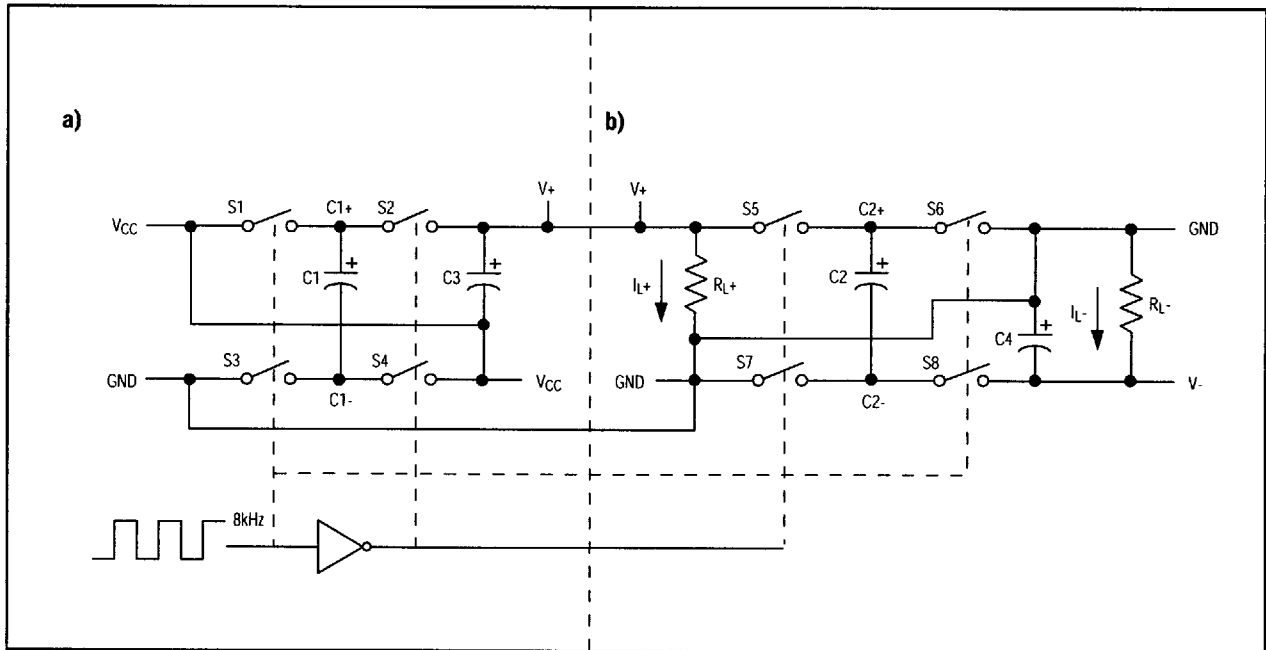 a)
b)
V+
V+
S1
C1+
S2
S5
C2+
S6
VCC
GND
+
+
+
C1
C3
IL+
RL+
C2
+
IL-
RL-
C4
S3
S4
S7
S8
GND
VCC
GND
V-
C1-
C2-
8kHz